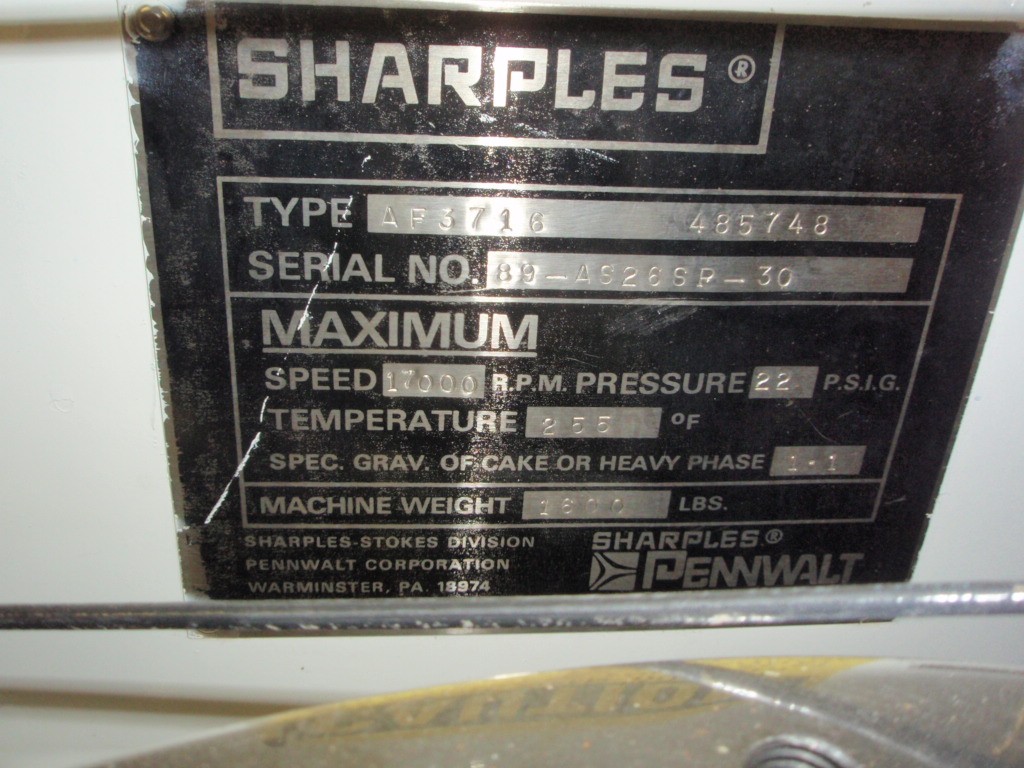 SHARPLES ®
TYPE AF3716 485748
SERIAL NO. 89-AS26SP-30
MAXIMUM
SPEED 17000 R.P.M. PRESSURE 22 P.S.I.G.
TEMPERATURE 255 °F
SPEC. GRAV. OF CAKE OR HEAVY PHASE 1.1
MACHINE WEIGHT 1600 LBS.
SHARPLES-STOKES DIVISION
PENNWALT CORPORATION
WARMINSTER, PA. 18974
SHARPLES®
PENNWALT